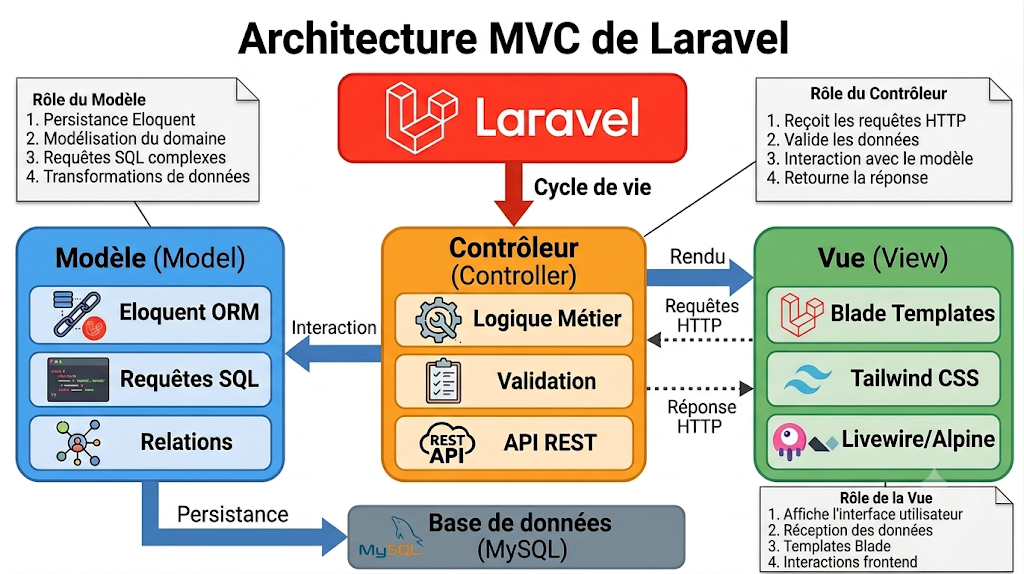 Architecture MVC de Laravel
Rôle du Modèle
1. Persistance Eloquent
2. Modélisation du domaine
3. Requêtes SQL complexes
4. Transformations de données
Laravel
Rôle du Contrôleur
1. Reçoit les requêtes HTTP
2. Valide les données
3. Interaction avec le modèle
4. Retourne la réponse
Cycle de vie
Modèle (Model)
Eloquent ORM
Requêtes SQL
Relations
Interaction
Contrôleur
(Controller)
Logique Métier
Validation
REST
API
API REST
Rendu
Requêtes
HTTP
Réponse
HTTP
Vue (View)
Blade Templates
Tailwind CSS
Livewire/Alpine
Persistance
MySQL
Base de données
(MySQL)
Rôle de la Vue
1. Affiche l'interface utilisateur
2. Réception des données
3. Templates Blade
4. Interactions frontend